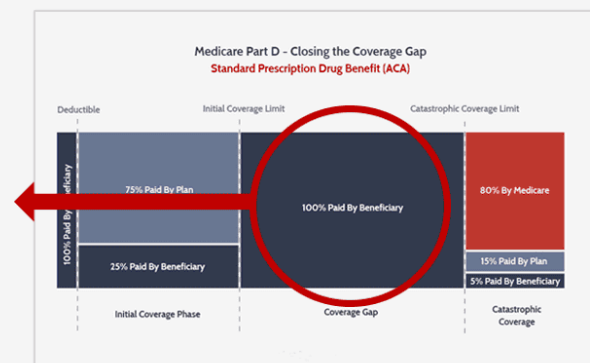 Medicare Part D - Closing the Coverage Gap
Standard Prescription Drug Benefit (ACA)
Deductible
Initial Coverage Limit
Catastrophic Coverage Limit
100% Paid By Beneficiary
75% Paid By Plan
25% Paid By Beneficiary
100% Paid By Beneficiary
80% By Medicare
15% Paid By Plan
5% Paid By Beneficiary
Initial Coverage Phase
Coverage Gap
Catastrophic
Coverage